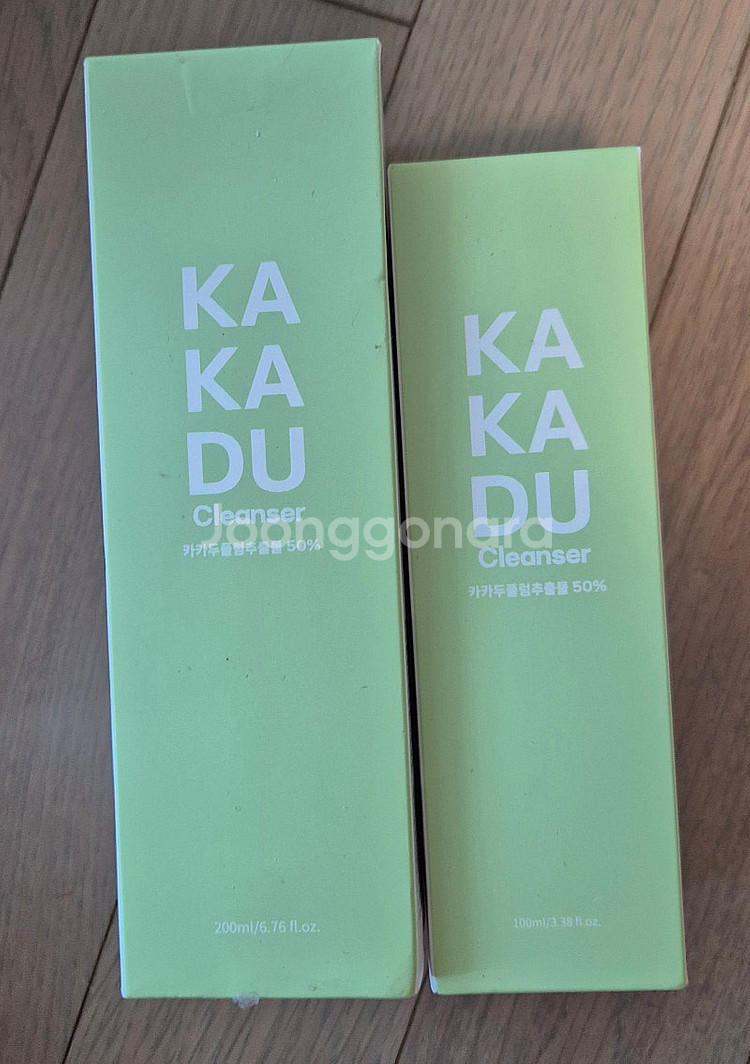 KA
KA
DU
Cleanser
카카두플럼추출물 50%
200ml/6.76 fl.oz.
KA
KA
DU
Cleanser
카카두플럼추출물 50%
100ml/3.38 fl.oz.
Joonggonara